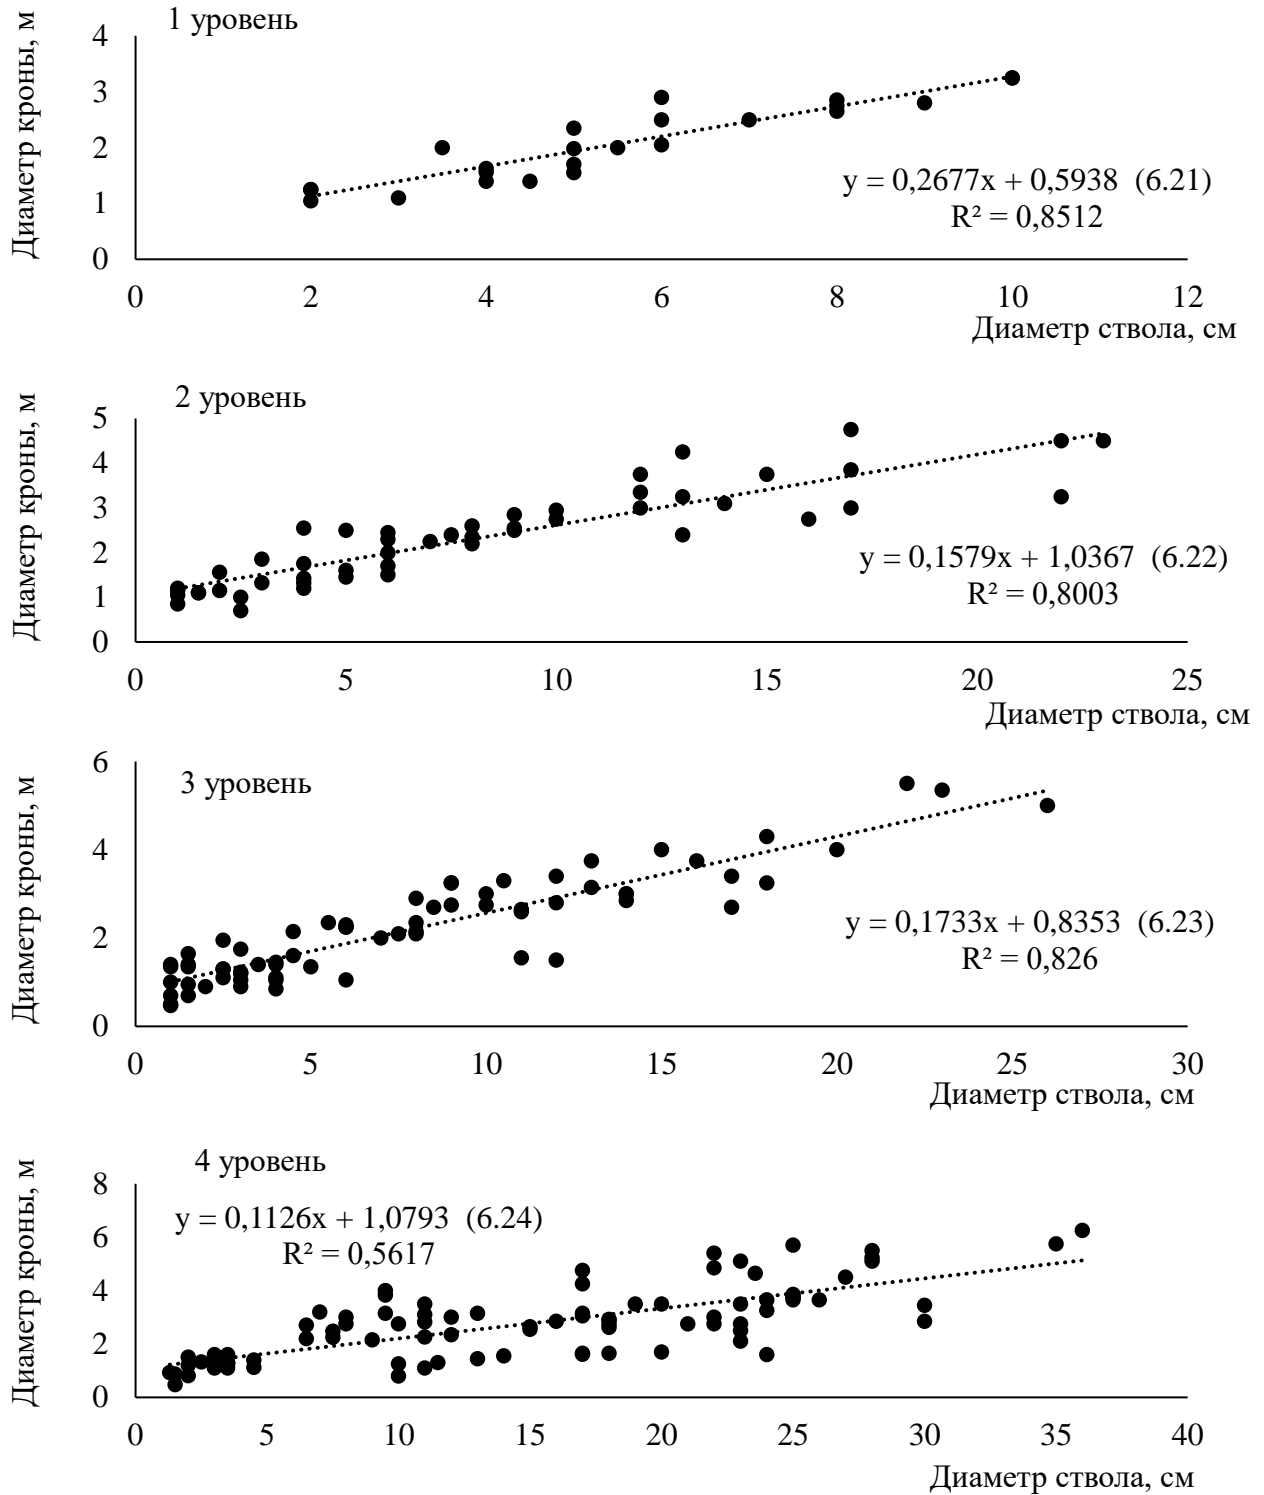 1 уровень
Диаметр кроны, м
4
3
2
1
0
y = 0,2677x + 0,5938 (6.21)
R² = 0,8512
0 2 4 6 8 10 12
Диаметр ствола, см
2 уровень
Диаметр кроны, м
5
4
3
2
1
0
y = 0,1579x + 1,0367 (6.22)
R² = 0,8003
0 5 10 15 20 25
Диаметр ствола, см
3 уровень
Диаметр кроны, м
6
4
2
0
y = 0,1733x + 0,8353 (6.23)
R² = 0,826
0 5 10 15 20 25 30
Диаметр ствола, см
4 уровень
Диаметр кроны, м
8
6
4
2
0
y = 0,1126x + 1,0793 (6.24)
R² = 0,5617
0 5 10 15 20 25 30 35 40
Диаметр ствола, см